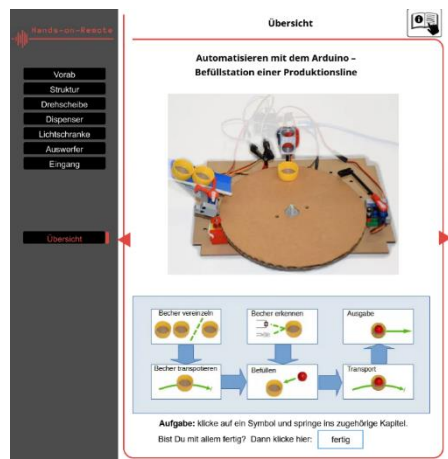 Hands-on-Remote
Vorab
Struktur
Drehscheibe
Dispenser
Lichtschranke
Auswerfer
Eingang
Übersicht
Übersicht
Automatisieren mit dem Arduino –
Befüllstation einer Produktionsline
Becher vereinzeln
Becher erkennen
Ausgabe
Becher transpotieren
Befüllen
Transport
Aufgabe: klicke auf ein Symbol und springe ins zugehörige Kapitel.
Bist Du mit allem fertig? Dann klicke hier: fertig